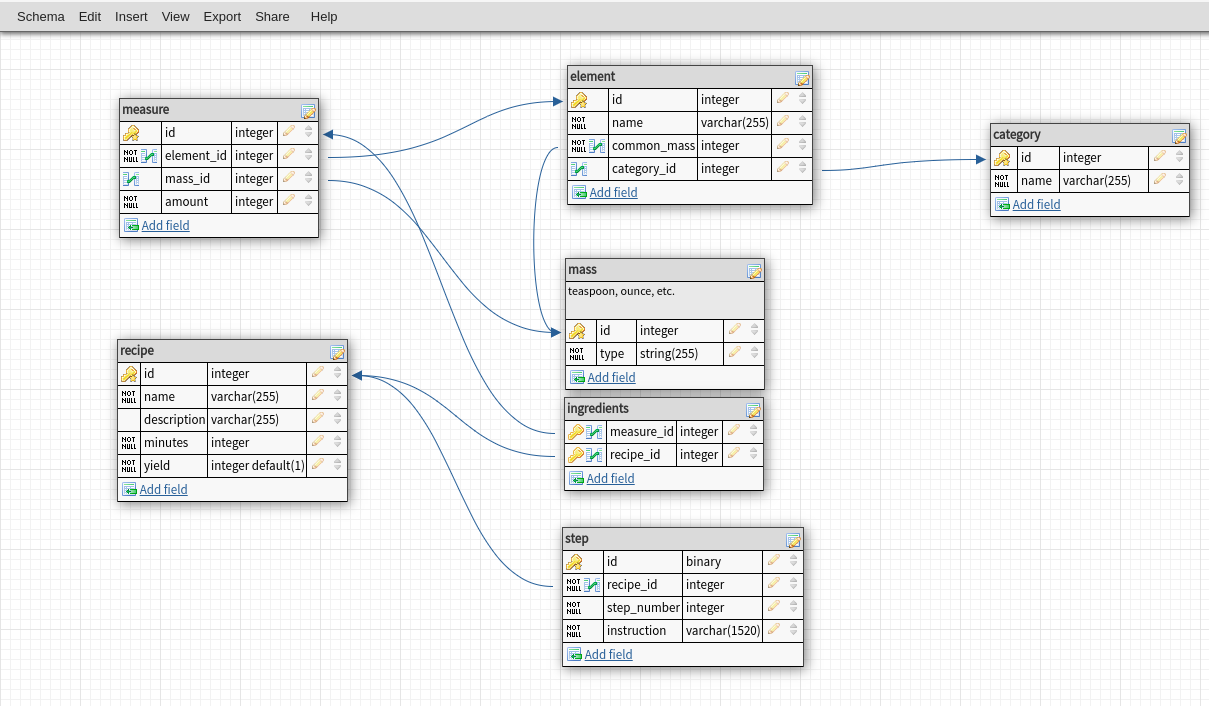 Schema Edit Insert View Export Share Help
measure
id integer
NOT NULL element_id integer
mass_id integer
NOT NULL amount integer
Add field
element
id integer
NOT NULL name varchar(255)
NOT NULL common_mass integer
category_id integer
Add field
category
id integer
NOT NULL name varchar(255)
Add field
mass
teaspoon, ounce, etc.
id integer
NOT NULL type string(255)
Add field
recipe
id integer
NOT NULL name varchar(255)
description varchar(255)
NOT NULL minutes integer
NOT NULL yield integer default(1)
Add field
ingredients
measure_id integer
recipe_id integer
Add field
step
id binary
NOT NULL recipe_id integer
NOT NULL step_number integer
NOT NULL instruction varchar(1520)
Add field